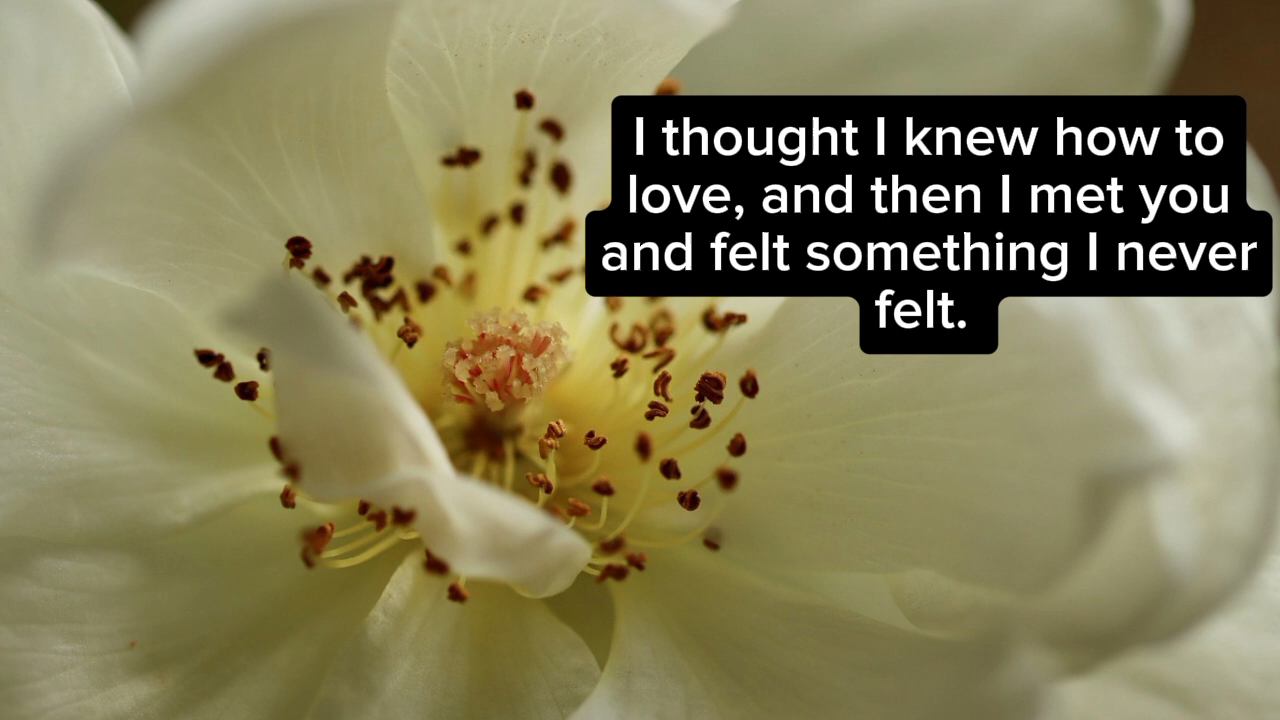 I thought I knew how to
love, and then I met you
and felt something I never
felt.